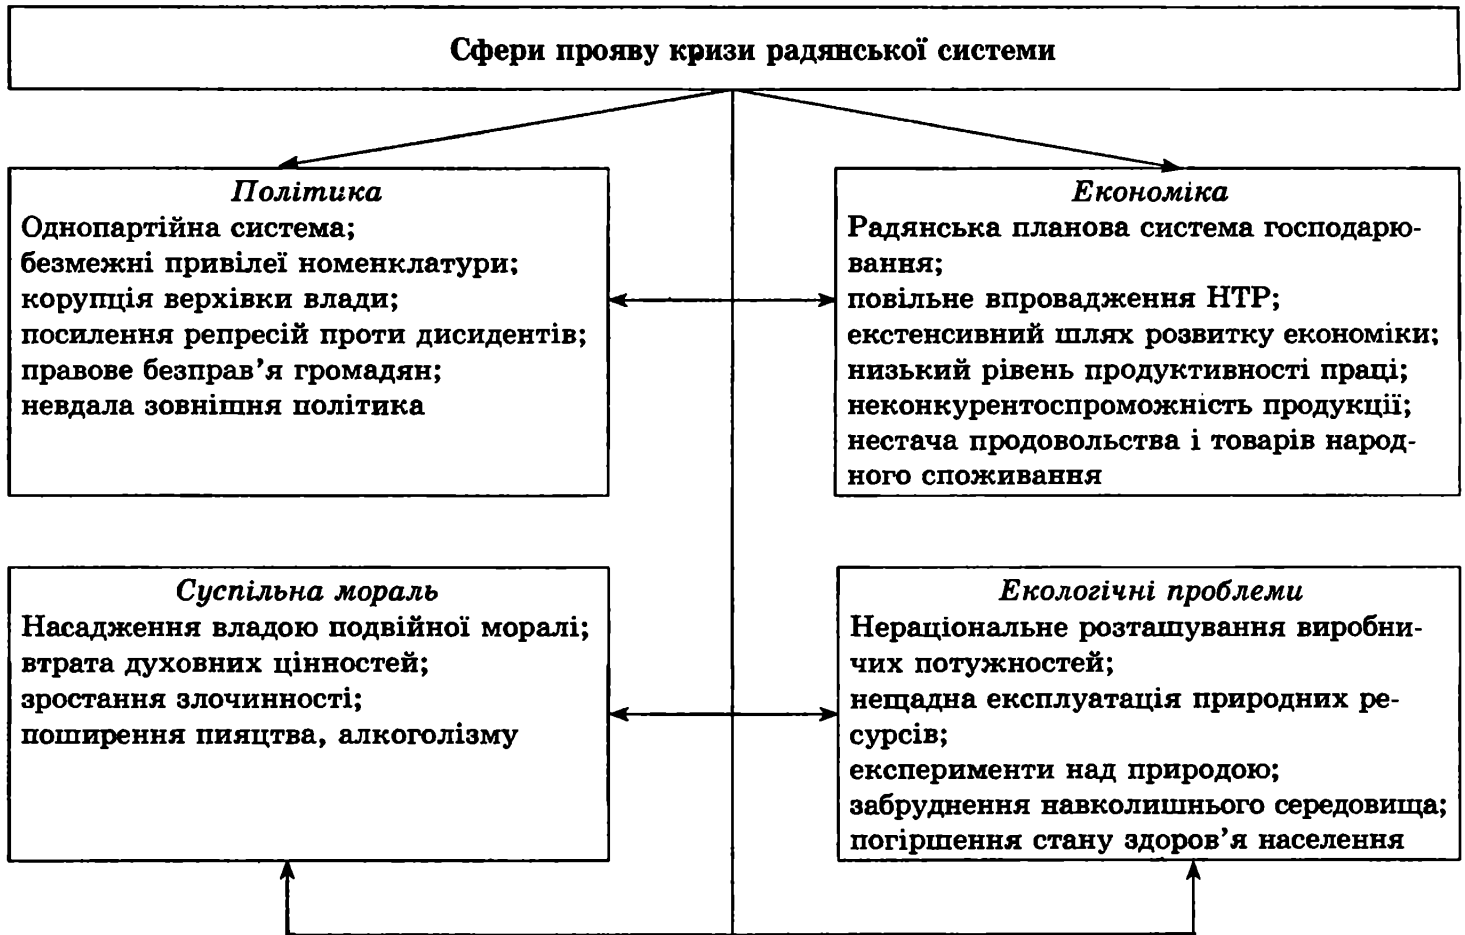 Сфери прояву кризи радянської системи
Політика
Однопартійна система;
безмежні привілеї номенклатури;
корупція верхівки влади;
посилення репресій проти дисидентів;
правове безправ’я громадян;
невдала зовнішня політика
Економіка
Радянська планова система господарю-
вання;
повільне впровадження НТР;
екстенсивний шлях розвитку економіки;
низький рівень продуктивності праці;
неконкурентоспроможність продукції;
нестача продовольства і товарів народ-
ного споживання
Суспільна мораль
Насадження владою подвійної моралі;
втрата духовних цінностей;
зростання злочинності;
поширення пияцтва, алкоголізму
Екологічні проблеми
Нераціональне розташування виробни-
чих потужностей;
нещадна експлуатація природних ре-
сурсів;
експерименти над природою;
забруднення навколишнього середовища;
погіршення стану здоров’я населення